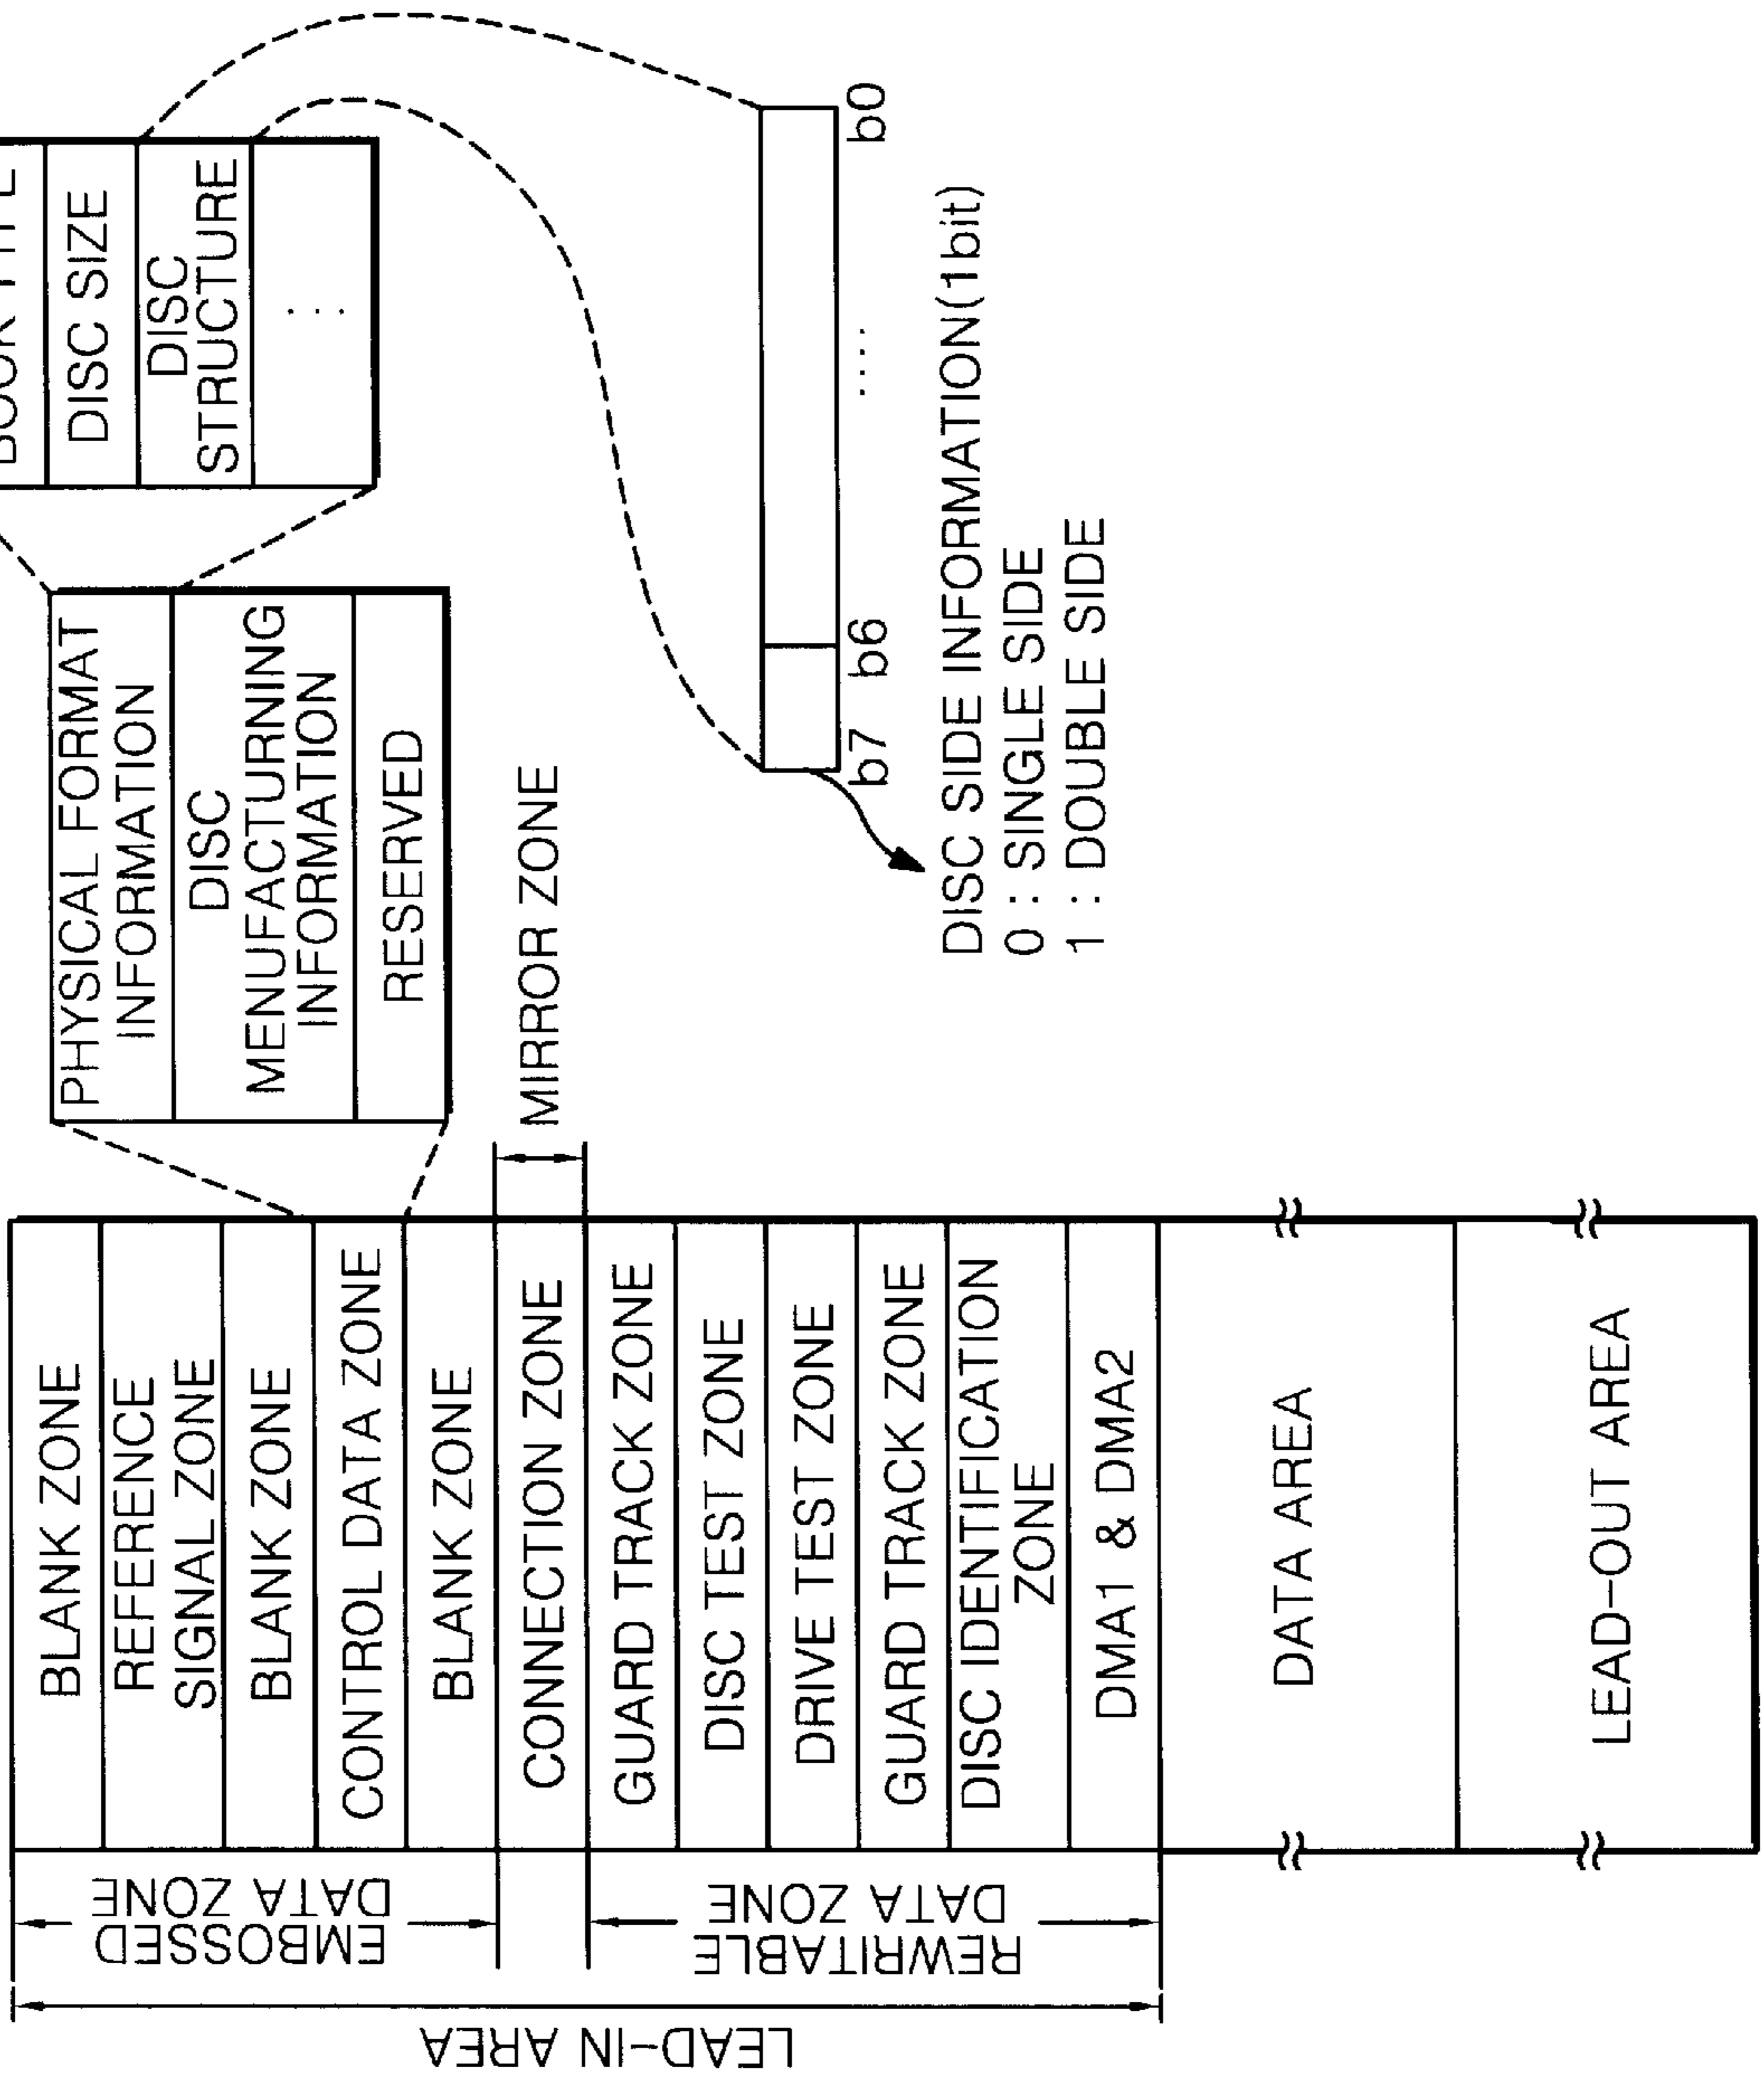 LEAD-IN AREA
EMBOSSED
DATA ZONE
REWRITABLE
DATA ZONE
BLANK ZONE
REFERENCE
SIGNAL ZONE
BLANK ZONE
CONTROL DATA ZONE
BLANK ZONE
CONNECTION ZONE
GUARD TRACK ZONE
DISC TEST ZONE
DRIVE TEST ZONE
GUARD TRACK ZONE
DISC IDENTIFICATION
ZONE
DMA1 & DMA2
DATA AREA
LEAD-OUT AREA
MIRROR ZONE
PHYSICAL FORMAT
INFORMATION
DISC
MENUFACTURNING
INFORMATION
RESERVED
BOOK
DISC SIZE
DISC
STRUCTURE
...
b7 b6 .... b0
DISC SIDE INFORMATION(1bit)
0 : SINGLE SIDE
1 : DOUBLE SIDE